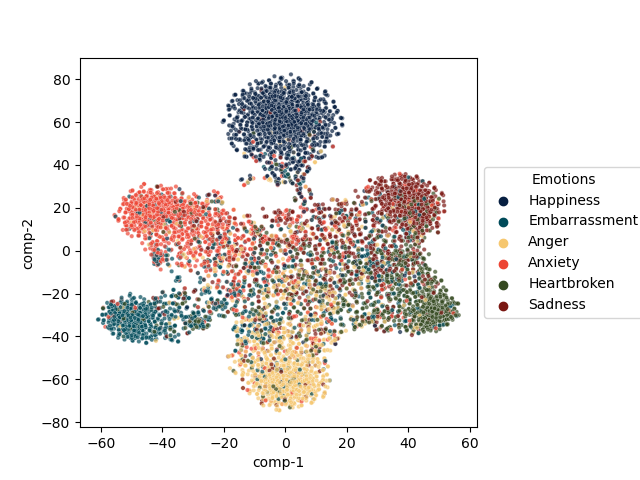 80
60
40
20
0
−20
−40
−60
−80
comp-2
−60 −40 −20 0 20 40 60
comp-1
Emotions
Happiness
Embarrassment
Anger
Anxiety
Heartbroken
Sadness